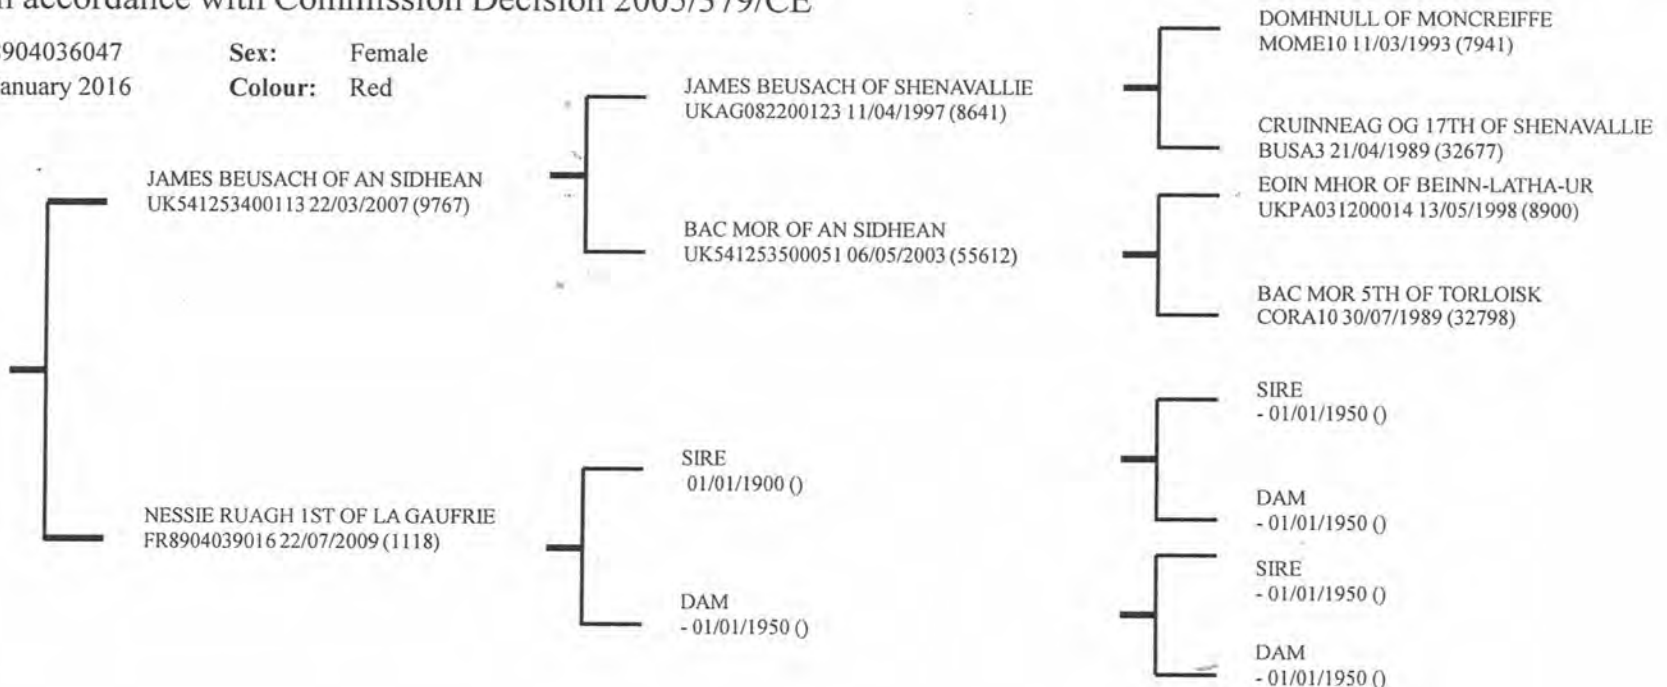 accordance with Commission Decision 2005/379/CE
904036047 Sex: Female
anuary 2016 Colour: Red
JAMES BEUSACH OF AN SIDHEAN
UK541253400113 22/03/2007 (9767)
NESSIE RUAGH 1ST OF LA GAUFRIE
FR8904039016 22/07/2009 (1118)
JAMES BEUSACH OF SHENAVALLIE
UKAG082200123 11/04/1997 (8641)
BAC MOR OF AN SIDHEAN
UK541253500051 06/05/2003 (55612)
SIRE
01/01/1900 ()
DAM
- 01/01/1950 ()
DOMHNULL OF MONCREIFFE
MOME10 11/03/1993 (7941)
CRUINNEAG OG 17TH OF SHENAVALLIE
BUSA3 21/04/1989 (32677)
EOIN MHOR OF BEINN-LATHA-UR
UKPA031200014 13/05/1998 (8900)
BAC MOR 5TH OF TORLOISK
CORA10 30/07/1989 (32798)
SIRE
- 01/01/1950 ()
DAM
- 01/01/1950 ()
SIRE
- 01/01/1950 ()
DAM
- 01/01/1950 ()